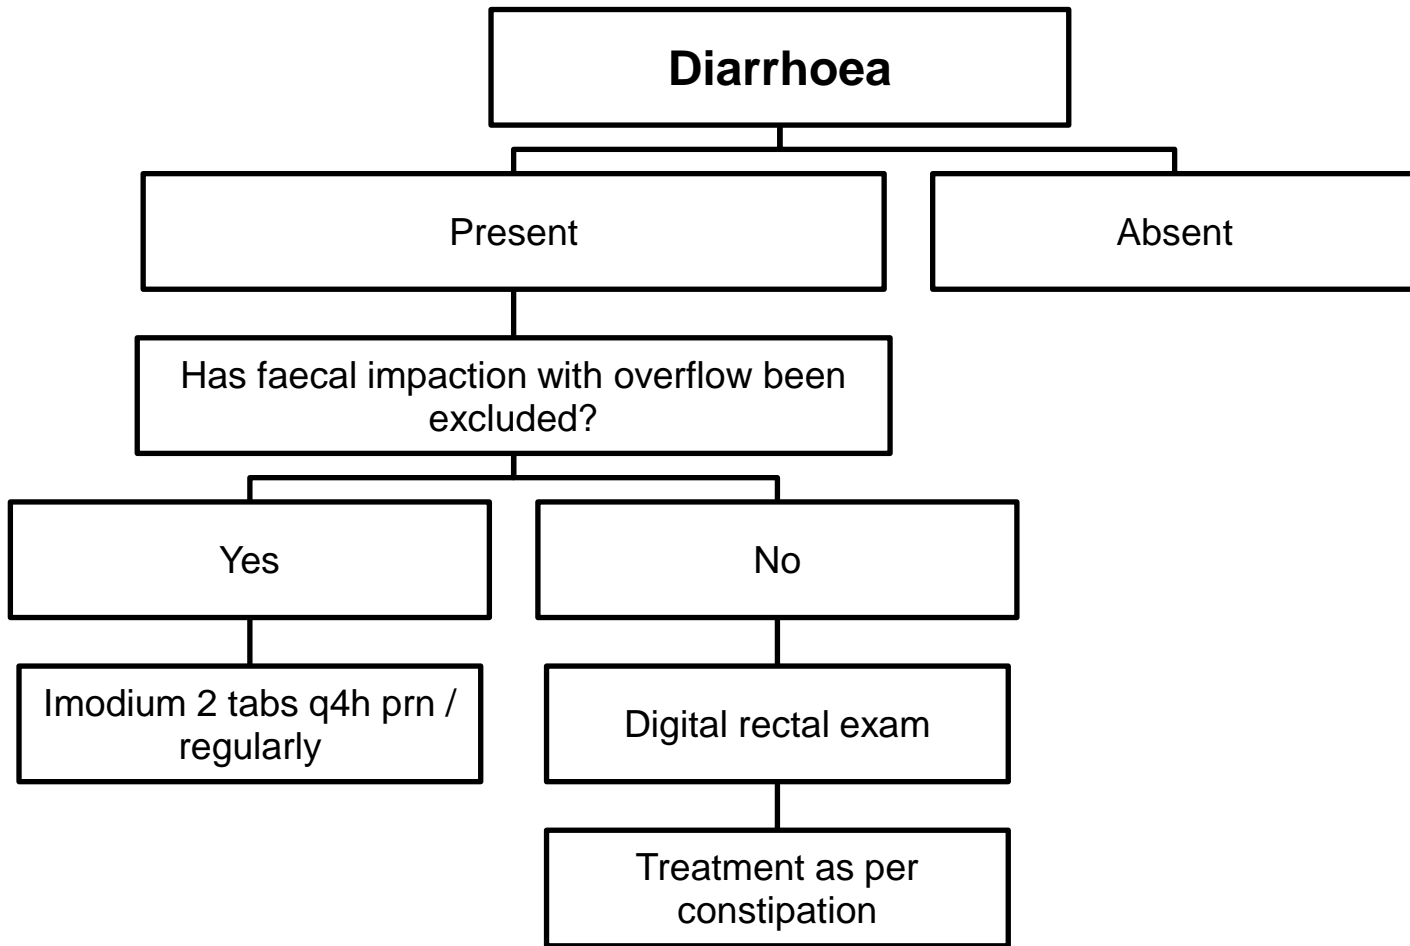 Diarrhoea
Present
Absent
Has faecal impaction with overflow been
excluded?
Yes
No
Imodium 2 tabs q4h prn /
regularly
Digital rectal exam
Treatment as per
constipation